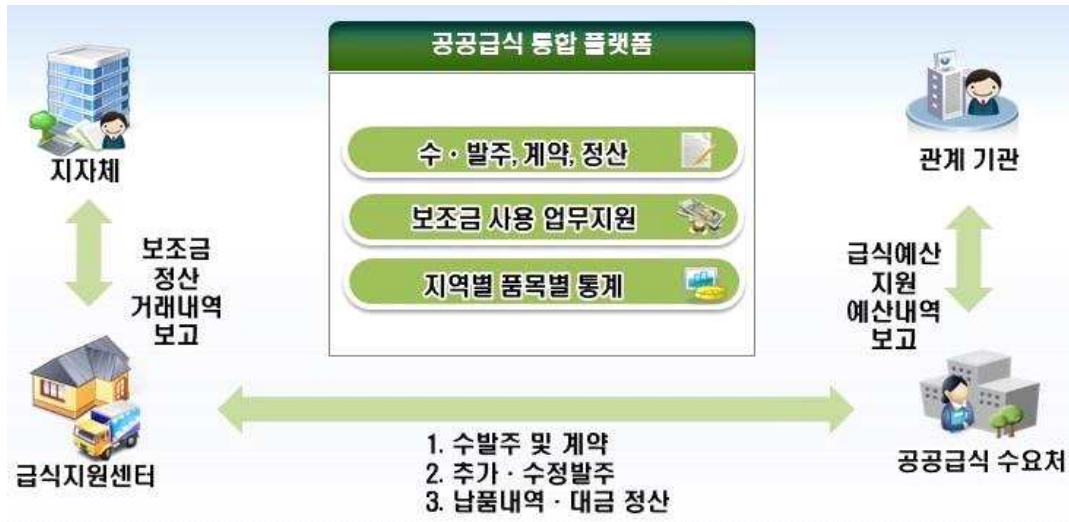 공공급식 통합 플랫폼
수 · 발주, 계약, 정산
보조금 사용 업무지원
지역별 품목별 통계
지자체
관계 기관
보조금
정산
거래내역
보고
급식예산
지원
예산내역
보고
급식지원센터
공공급식 수요처
1. 수발주 및 계약
2. 추가 · 수정발주
3. 납품내역 · 대금 정산